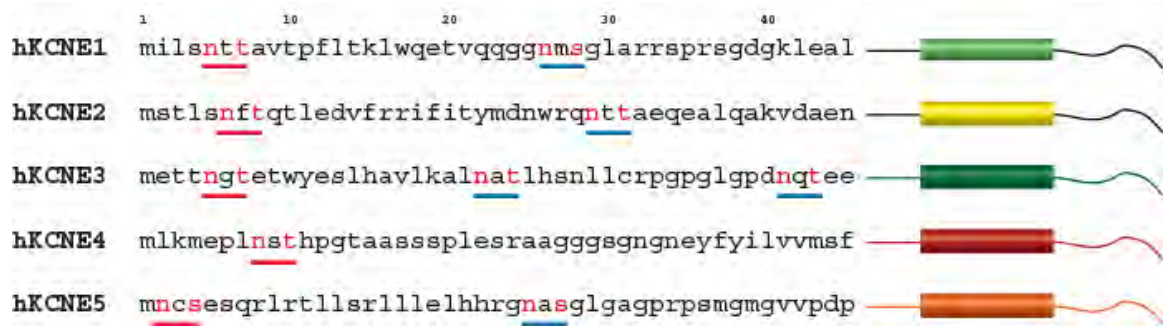 1 10 20 30 40
hKCNE1 milsnttavtpfltklwqetvqqggnmsglarrsprsgdgkleal
hKCNE2 mstlsnftqtledvfrrifitymdnwrqnttaeqealqakvdaen
hKCNE3 mettngtetwyeslhavlkalnatlhsnllcrpgpglgpdnqtee
hKCNE4 mlkmeplnsthpgtaasssplesraagggsgngneyfyilvvmsf
hKCNE5 mncsesqrlrtllsrlllelhhrgnasglgagprpsmgmgvvpdp